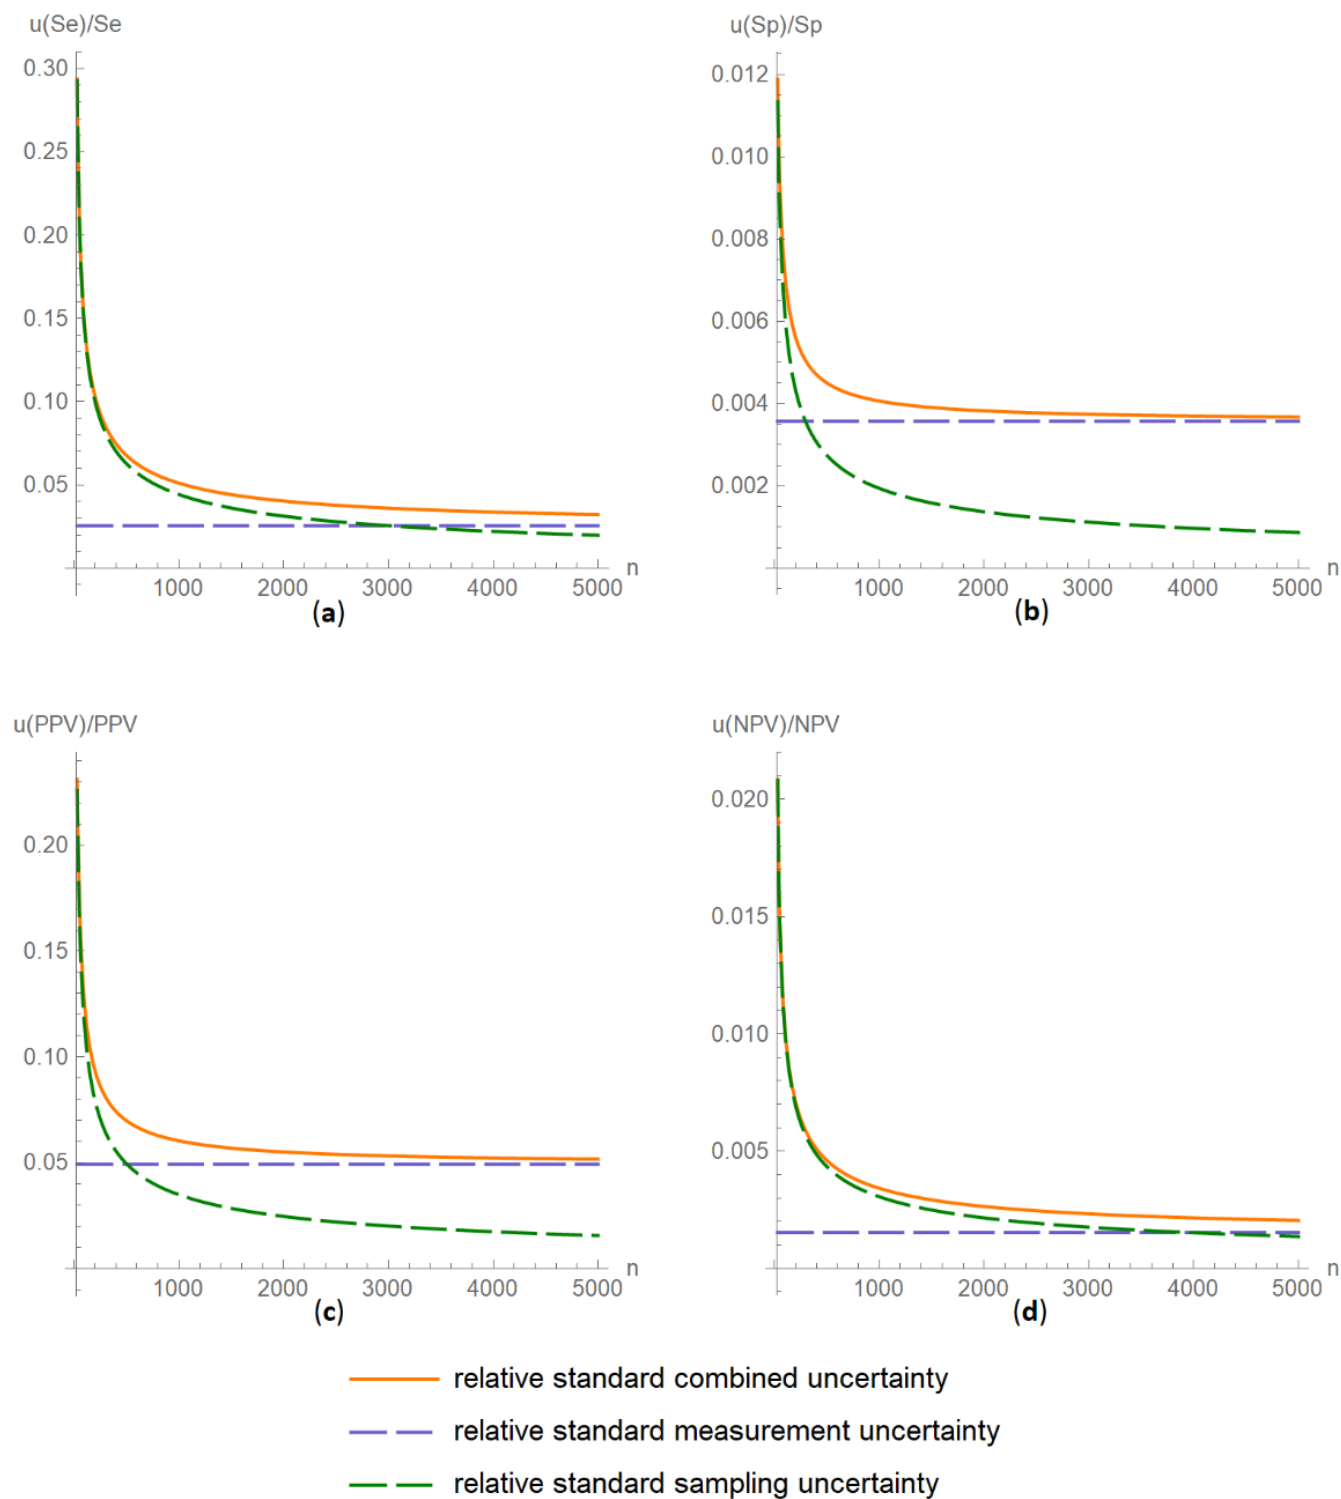 u(Se)/Se
0.30
0.25
0.20
0.15
0.10
0.05
1000 2000 3000 4000 5000 n
(a)
u(Sp)/Sp
0.012
0.010
0.008
0.006
0.004
0.002
1000 2000 3000 4000 5000 n
(b)
u(PPV)/PPV
0.20
0.15
0.10
0.05
1000 2000 3000 4000 5000 n
(c)
u(NPV)/NPV
0.020
0.015
0.010
0.005
1000 2000 3000 4000 5000 n
(d)
relative standard combined uncertainty
relative standard measurement uncertainty
relative standard sampling uncertainty